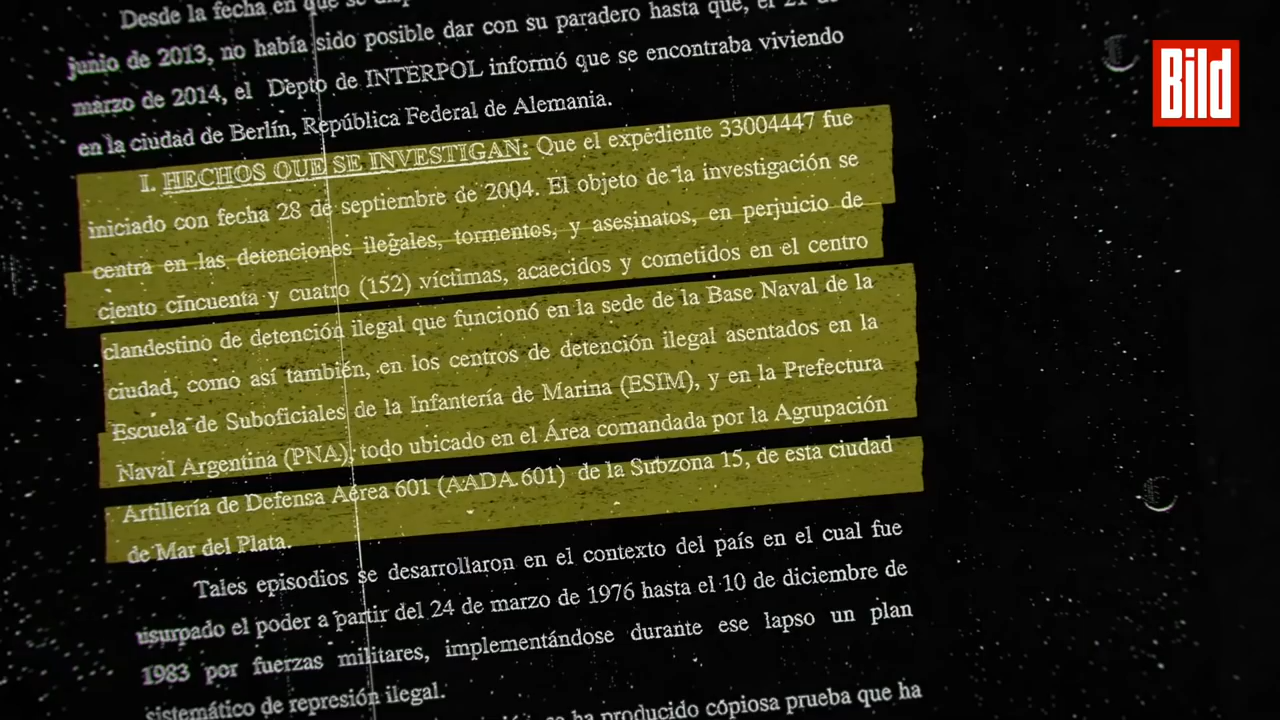 Desde la fecha en que se
junio de 2013, no había sido posible dar con su paradero hasta que, el 21 de
marzo de 2014, el Depto de INTERPOL informó que se encontraba viviendo
en la ciudad de Berlín, República Federal de Alemania.
I. HECHOS QUE SE INVESTIGAN: Que el expediente 33004447 fue
iniciado con fecha 28 de septiembre de 2004. El objeto de la investigación se
centra en las detenciones ilegales, tormentos, y asesinatos, en perjuicio de
ciento cincuenta y cuatro (152) víctimas, acaecidos y cometidos en el centro
clandestino de detención ilegal que funcionó en la sede de la Base Naval de la
ciudad, como así también, en los centros de detención ilegal asentados en la
Escuela de Suboficiales de la Infantería de Marina (ESIM), y en la Prefectura
Naval Argentina (PNA), todo ubicado en el Área comandada por la Agrupación
Artillería de Defensa Aérea 601 (AADA 601) de la Subzona 15, de esta ciudad
de Mar del Plata.
Tales episodios se desarrollaron en el contexto del país en el cual fue
usurpado el poder a partir del 24 de marzo de 1976 hasta el 10 de diciembre de
1983 por fuerzas militares, implementándose durante ese lapso un plan
sistemático de represión ilegal.
se ha producido cópiosa prueba que ha
Bild